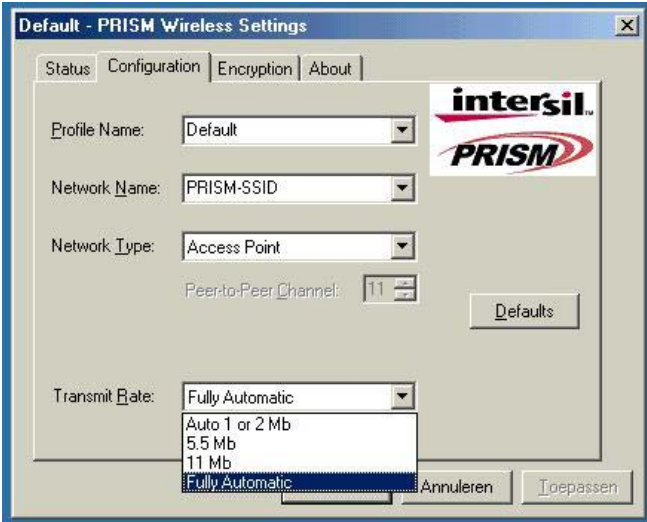 Default - PRISM Wireless Settings
Status Configuration Encryption About
intersil™
PRISM
Profile Name: Default
Network Name: PRISM-SSID
Network Type: Access Point
Peer-to-Peer Channel: 11
Defaults
Transmit Rate: Fully Automatic
Auto 1 or 2 Mb
5.5 Mb
11 Mb
Fully Automatic
Annuleren Toepassen